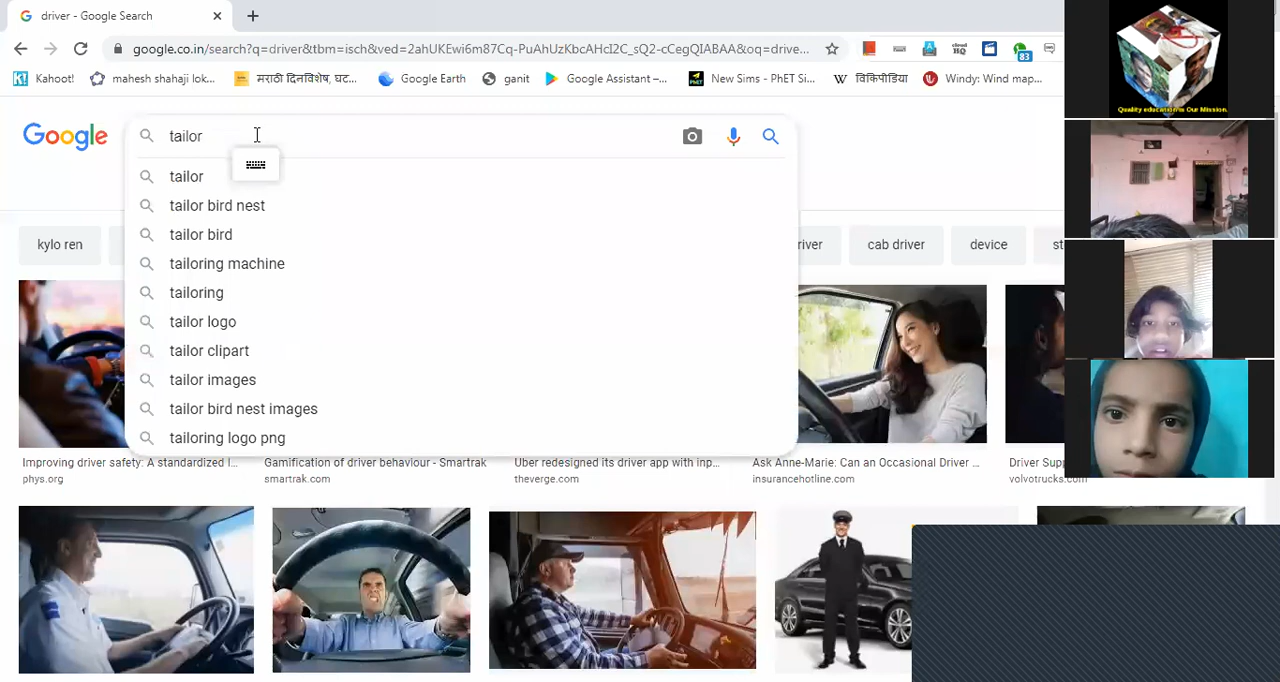 driver - Google Search
google.co.in/search?q=driver&tbm=isch&ved=2ahUKEwi6m87Cq-PuAhUzKbcAHcI2C_sQ2-cCegQIABAA&oq=drive...
83
Kahoot!
mahesh shahaji lok...
मराठी दिनविशेष, घट...
Google Earth
ganit
Google Assistant –...
New Sims - PhET Si...
विकिपीडिया
Windy: Wind map...
Quality education is Our Mission.
Google
tailor
tailor
tailor bird nest
tailor bird
tailoring machine
tailoring
tailor logo
tailor clipart
tailor images
tailor bird nest images
tailoring logo png
kylo ren
river
cab driver
device
st
Improving driver safety: A standardized l...
phys.org
Gamification of driver behaviour - Smartrak
smartrak.com
Uber redesigned its driver app with inp...
theverge.com
Ask Anne-Marie: Can an Occasional Driver ...
insurancehotline.com
Driver Sup
volvotrucks.com